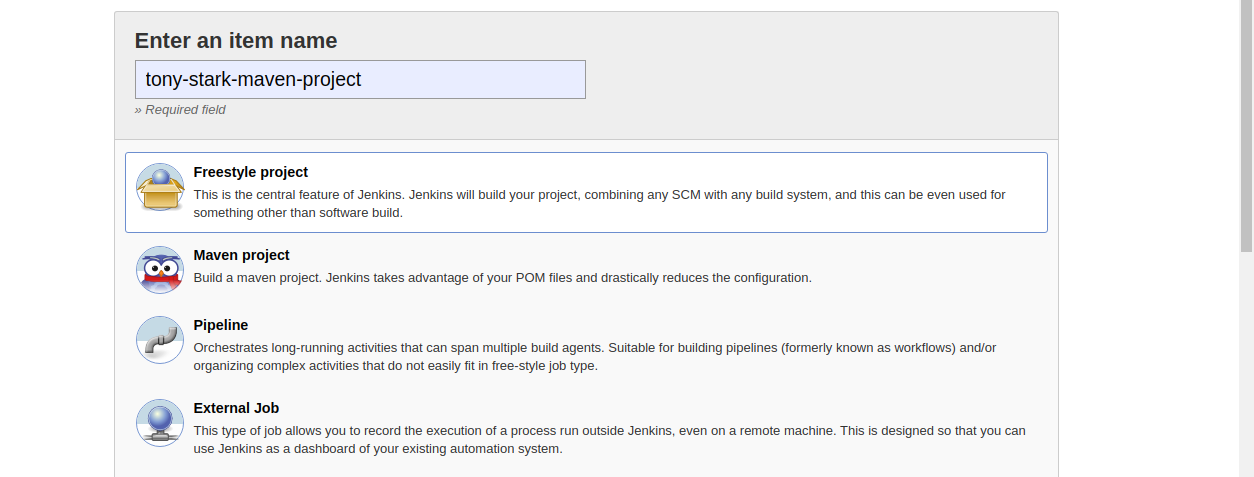 Enter an item name
tony-stark-maven-project
» Required field
Freestyle project
This is the central feature of Jenkins. Jenkins will build your project, combining any SCM with any build system, and this can be even used for
something other than software build.
Maven project
Build a maven project. Jenkins takes advantage of your POM files and drastically reduces the configuration.
Pipeline
Orchestrates long-running activities that can span multiple build agents. Suitable for building pipelines (formerly known as workflows) and/or
organizing complex activities that do not easily fit in free-style job type.
External Job
This type of job allows you to record the execution of a process run outside Jenkins, even on a remote machine. This is designed so that you can
use Jenkins as a dashboard of your existing automation system.